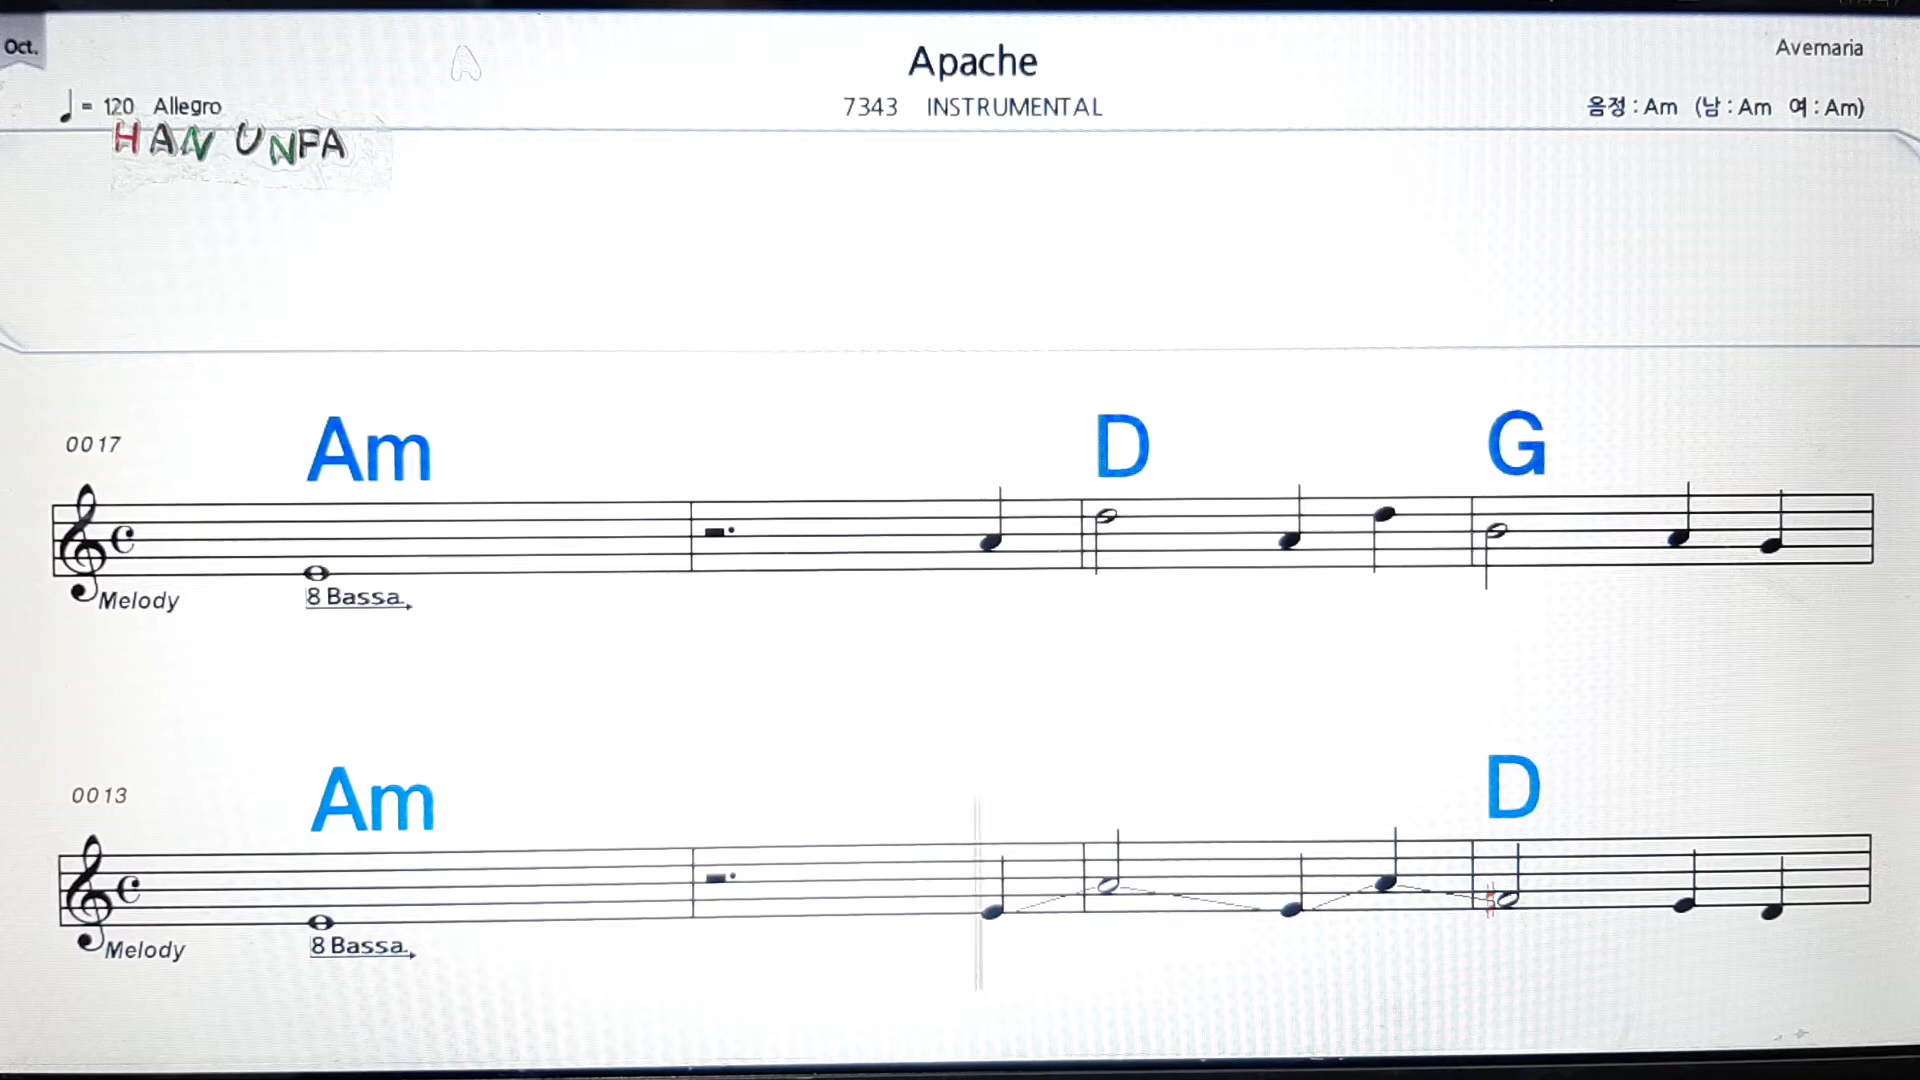 Oct.
A
Apache
Avemaria
= 120 Allegro
7343 INSTRUMENTAL
음정 : Am (남 : Am 여 : Am)
HAN UNFA
Am D G
0017
Melody
8 Bassa
Am D
0013
Melody
8 Bassa